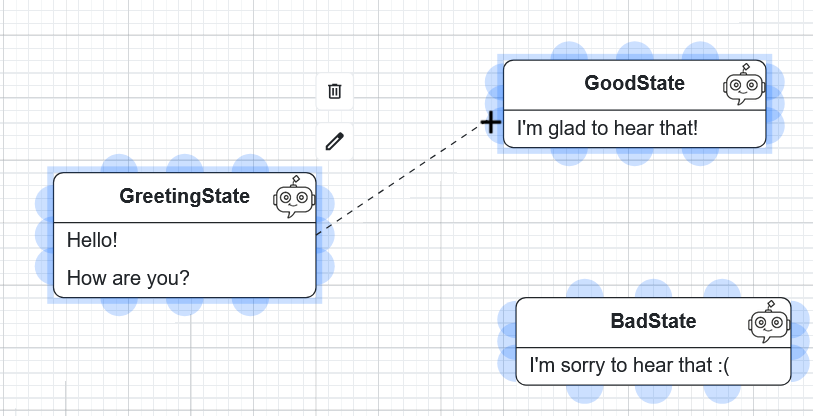 GoodState
I'm glad to hear that!
GreetingState
Hello!
How are you?
BadState
I'm sorry to hear that :(